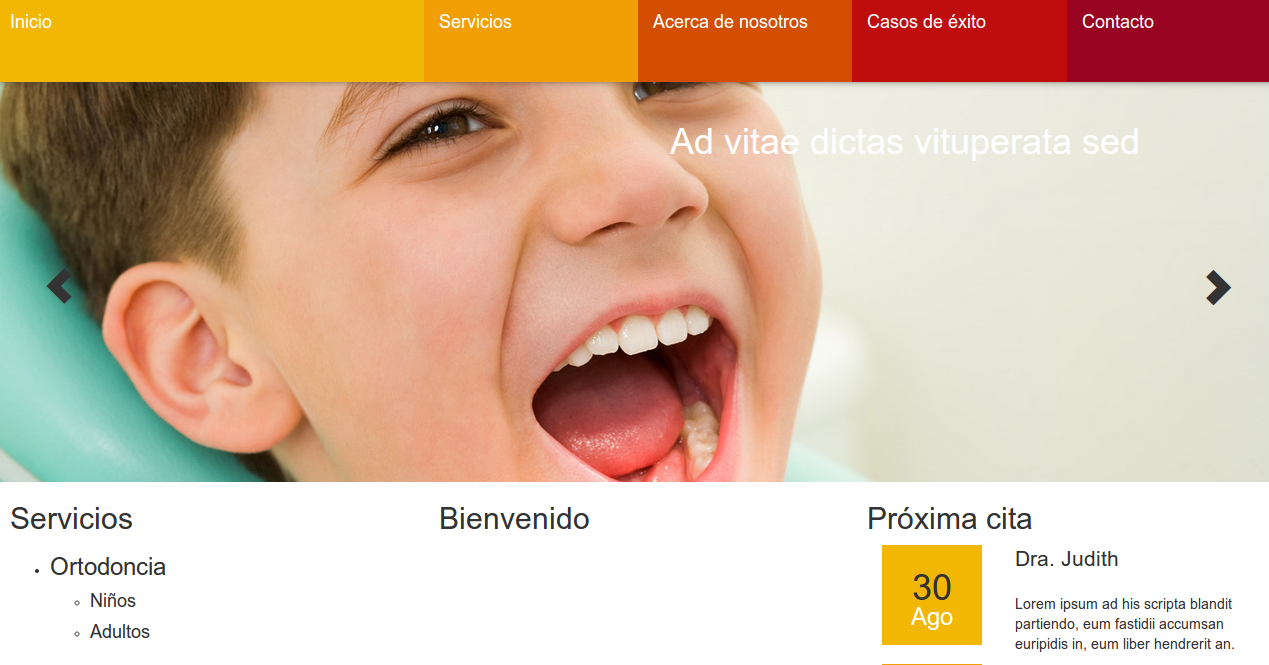 Inicio
Servicios
Acerca de nosotros
Casos de éxito
Contacto
Ad vitae dictas vituperata sed
Servicios
Ortodoncia
Niños
Adultos
Bienvenido
Próxima cita
30
Ago
Dra. Judith
Lorem ipsum ad his scripta blandit
partiendo, eum fastidii accumsan
euripidis in, eum liber hendrerit an.